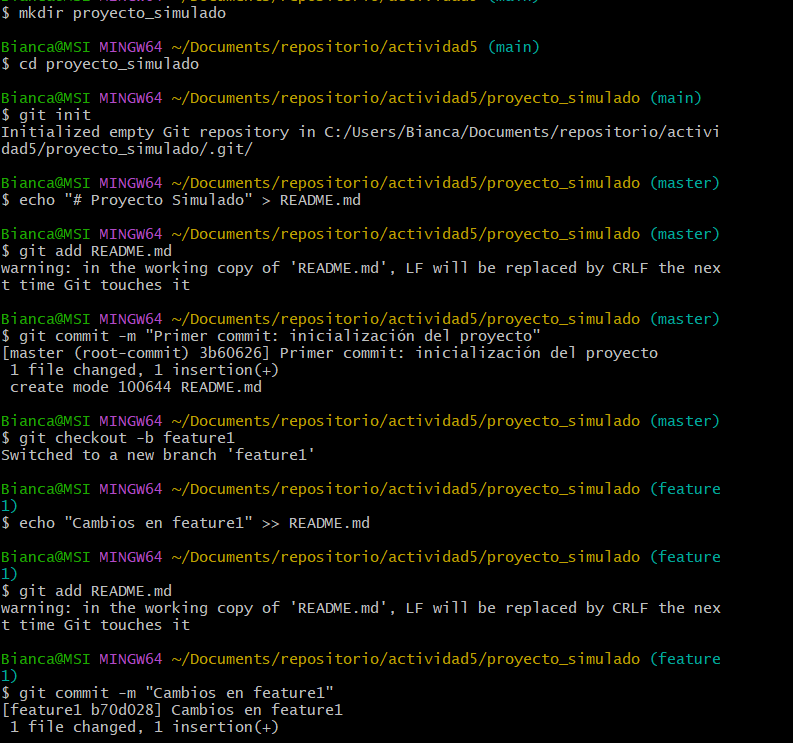 $ mkdir proyecto_simulado
Bianca@MSI MINGW64 ~/Documents/repositorio/actividad5 (main)
$ cd proyecto_simulado
Bianca@MSI MINGW64 ~/Documents/repositorio/actividad5/proyecto_simulado (main)
$ git init
Initialized empty Git repository in C:/Users/Bianca/Documents/repositorio/activi
dad5/proyecto_simulado/.git/
Bianca@MSI MINGW64 ~/Documents/repositorio/actividad5/proyecto_simulado (master)
$ echo "# Proyecto Simulado" > README.md
Bianca@MSI MINGW64 ~/Documents/repositorio/actividad5/proyecto_simulado (master)
$ git add README.md
warning: in the working copy of 'README.md', LF will be replaced by CRLF the nex
t time Git touches it
Bianca@MSI MINGW64 ~/Documents/repositorio/actividad5/proyecto_simulado (master)
$ git commit -m "Primer commit: inicialización del proyecto"
[master (root-commit) 3b60626] Primer commit: inicialización del proyecto
 1 file changed, 1 insertion(+)
 create mode 100644 README.md
Bianca@MSI MINGW64 ~/Documents/repositorio/actividad5/proyecto_simulado (master)
$ git checkout -b feature1
Switched to a new branch 'feature1'
Bianca@MSI MINGW64 ~/Documents/repositorio/actividad5/proyecto_simulado (feature
1)
$ echo "Cambios en feature1" >> README.md
Bianca@MSI MINGW64 ~/Documents/repositorio/actividad5/proyecto_simulado (feature
1)
$ git add README.md
warning: in the working copy of 'README.md', LF will be replaced by CRLF the nex
t time Git touches it
Bianca@MSI MINGW64 ~/Documents/repositorio/actividad5/proyecto_simulado (feature
1)
$ git commit -m "Cambios en feature1"
[feature1 b70d028] Cambios en feature1
 1 file changed, 1 insertion(+)